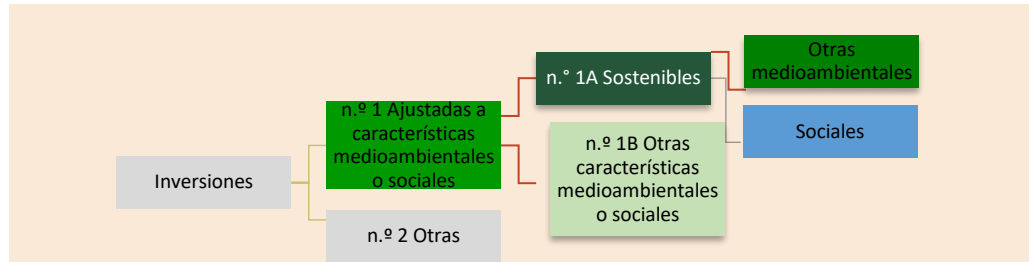 Inversiones
n.º 1 Ajustadas a
características
medioambientales
o sociales
n.º 2 Otras
n.° 1A Sostenibles
n.º 1B Otras
características
medioambientales
o sociales
Otras
medioambientales
Sociales